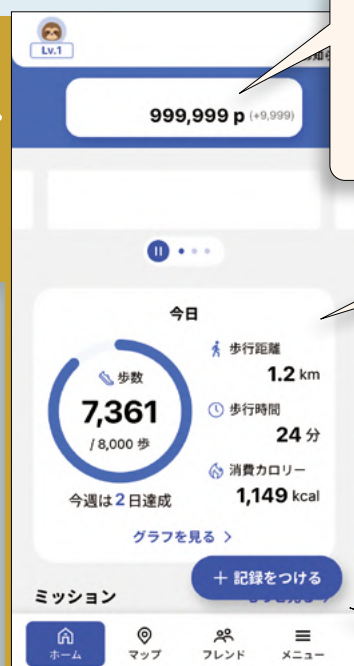 Lv.1
999,999 p (+9,999)
今日
歩数
7,361
/ 8,000 歩
今週は2日達成
歩行距離
1.2 km
歩行時間
24 分
消費カロリー
1,149 kcal
グラフを見る >
+ 記録をつける
ミッション
ホーム
マップ
フレンド
メニュー